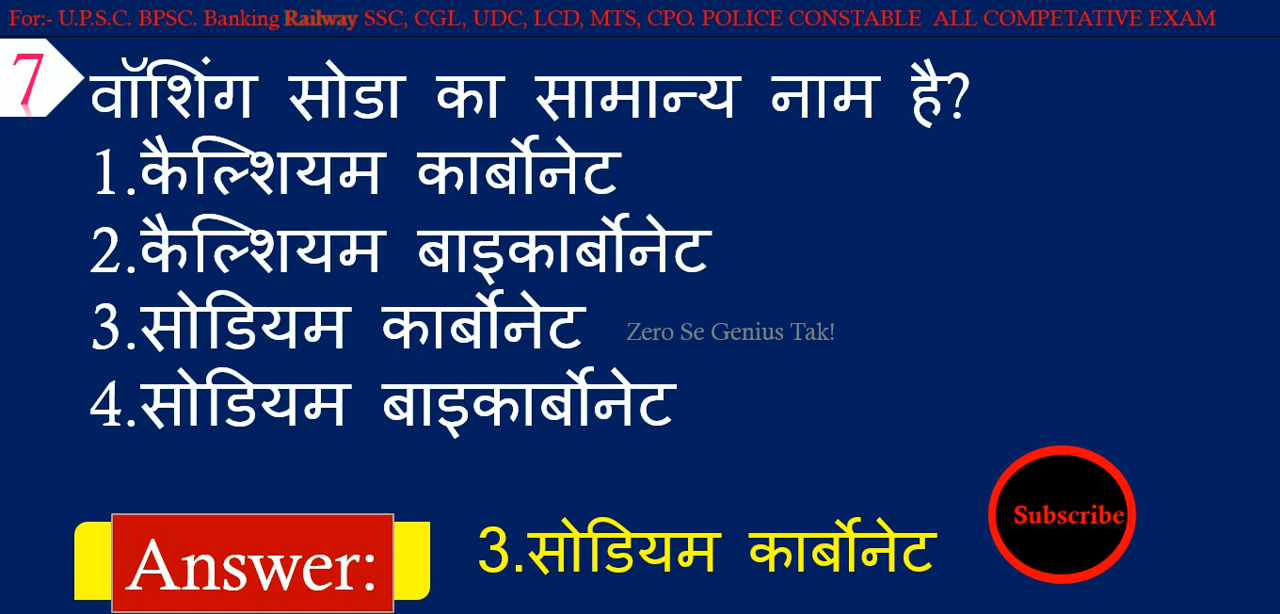 For:- U.P.S.C. BPSC. Banking Railway SSC, CGL, UDC, LCD, MTS, CPO. POLICE CONSTABLE ALL COMPETATIVE EXAM
7
वॉशिंग सोडा का सामान्य नाम है?
1.कैल्शियम कार्बोनेट
2.कैल्शियम बाइकार्बोनेट
3.सोडियम कार्बोनेट
Zero Se Genius Tak!
4.सोडियम बाइकार्बोनेट
Subscribe
Answer: 3.सोडियम कार्बोनेट